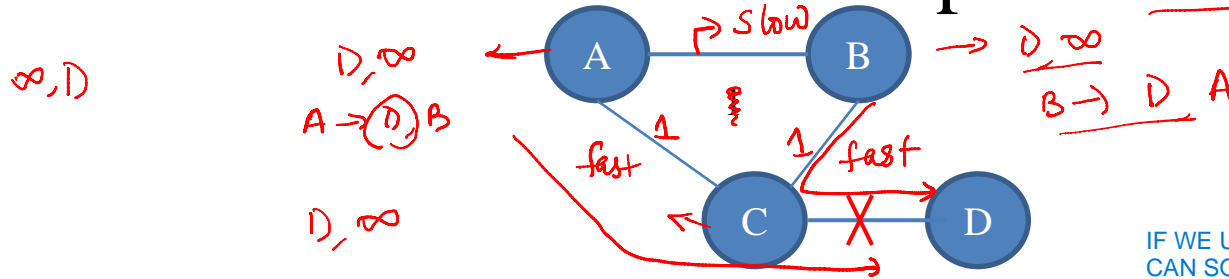 slow
A
B
D, ∞
D, ∞
∞, D
A → D, B
B → D A
1
1
fast
fast
D, ∞
C
D
IF WE U
CAN SO